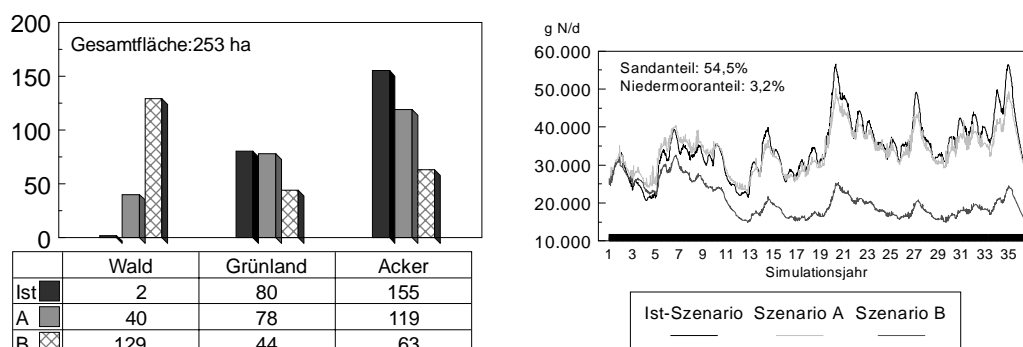 200
Gesamtfläche:253 ha
150
100
50
0
Wald Grünland Acker
Ist 2 80 155
A 40 78 119
B 129 44 63
g N/d
60.000
Sandanteil: 54,5%
Niedermooranteil: 3,2%
50.000
40.000
30.000
20.000
10.000
1 3 5 7 9 11 13 15 17 19 21 23 25 27 29 31 33 35
Simulationsjahr
Ist-Szenario Szenario A Szenario B